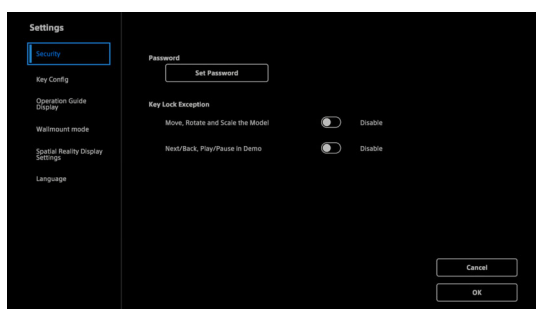 Settings
Security
Key Config
Operation Guide
Display
Wallmount mode
Spatial Reality Display
Settings
Language
Password
Set Password
Key Lock Exception
Move, Rotate and Scale the Model
Disable
Next/Back, Play/Pause in Demo
Disable
Cancel
OK